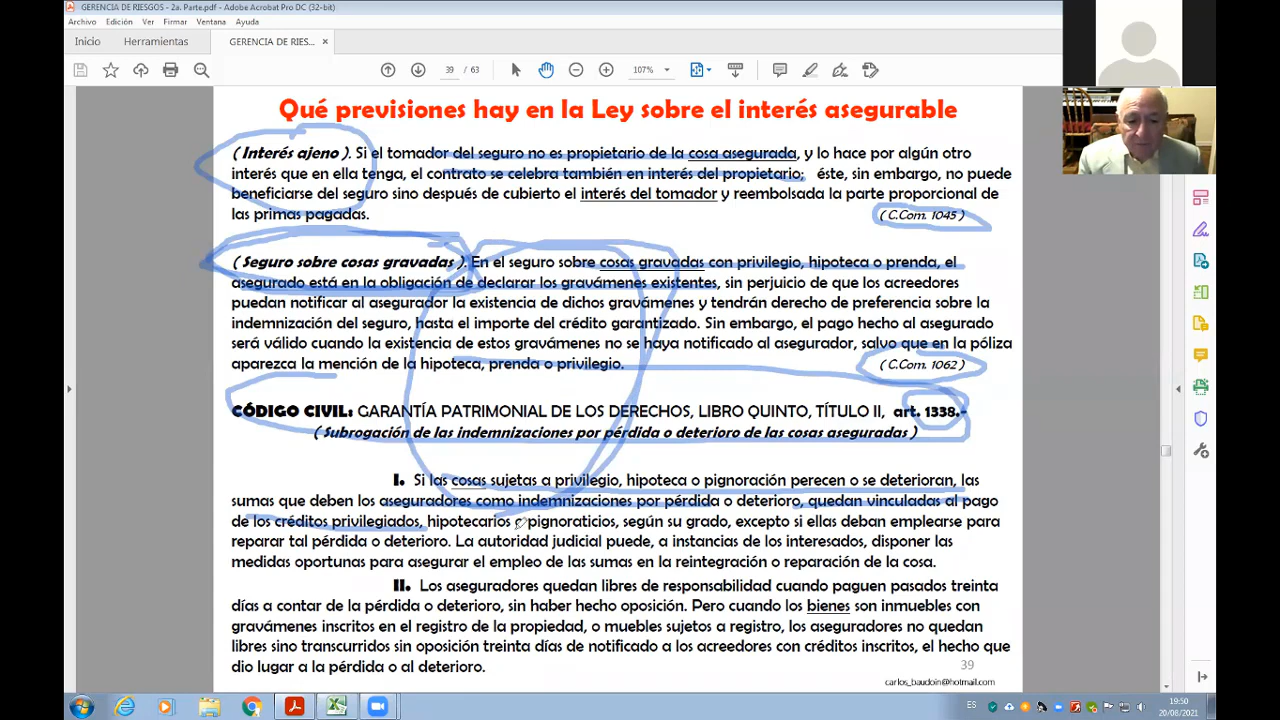 GERENCIA DE RIESGOS - 2a. Parte.pdf - Adobe Acrobat Pro DC (32-bit)
Archivo Edición Ver Firmar Ventana Ayuda
Inicio Herramientas GERENCIA DE RIES... ×
39 / 63 107%
Qué previsiones hay en la Ley sobre el interés asegurable
( Interés ajeno ). Si el tomador del seguro no es propietario de la cosa asegurada, y lo hace por algún otro
interés que en ella tenga, el contrato se celebra también en interés del propietario; éste, sin embargo, no puede
beneficiarse del seguro sino después de cubierto el interés del tomador y reembolsada la parte proporcional de
las primas pagadas. ( C.Com. 1045 )
( Seguro sobre cosas gravadas ). En el seguro sobre cosas gravadas con privilegio, hipoteca o prenda, el
asegurado está en la obligación de declarar los gravámenes existentes, sin perjuicio de que los acreedores
puedan notificar al asegurador la existencia de dichos gravámenes y tendrán derecho de preferencia sobre la
indemnización del seguro, hasta el importe del crédito garantizado. Sin embargo, el pago hecho al asegurado
será válido cuando la existencia de estos gravámenes no se haya notificado al asegurador, salvo que en la póliza
aparezca la mención de la hipoteca, prenda o privilegio. ( C.Com. 1062 )
CÓDIGO CIVIL: GARANTÍA PATRIMONIAL DE LOS DERECHOS, LIBRO QUINTO, TÍTULO II, art. 1338.-
( Subrogación de las indemnizaciones por pérdida o deterioro de las cosas aseguradas )
I. Si las cosas sujetas a privilegio, hipoteca o pignoración perecen o se deterioran, las
sumas que deben los aseguradores como indemnizaciones por pérdida o deterioro, quedan vinculadas al pago
de los créditos privilegiados, hipotecarios o pignoraticios, según su grado, excepto si ellas deban emplearse para
reparar tal pérdida o deterioro. La autoridad judicial puede, a instancias de los interesados, disponer las
medidas oportunas para asegurar el empleo de las sumas en la reintegración o reparación de la cosa.
II. Los aseguradores quedan libres de responsabilidad cuando paguen pasados treinta
días a contar de la pérdida o deterioro, sin haber hecho oposición. Pero cuando los bienes son inmuebles con
gravámenes inscritos en el registro de la propiedad, o muebles sujetos a registro, los aseguradores no quedan
libres sino transcurridos sin oposición treinta días de notificado a los acreedores con créditos inscritos, el hecho que
dio lugar a la pérdida o al deterioro.
39
carlos_baudoin@hotmail.com
ES 19:50
20/08/2021